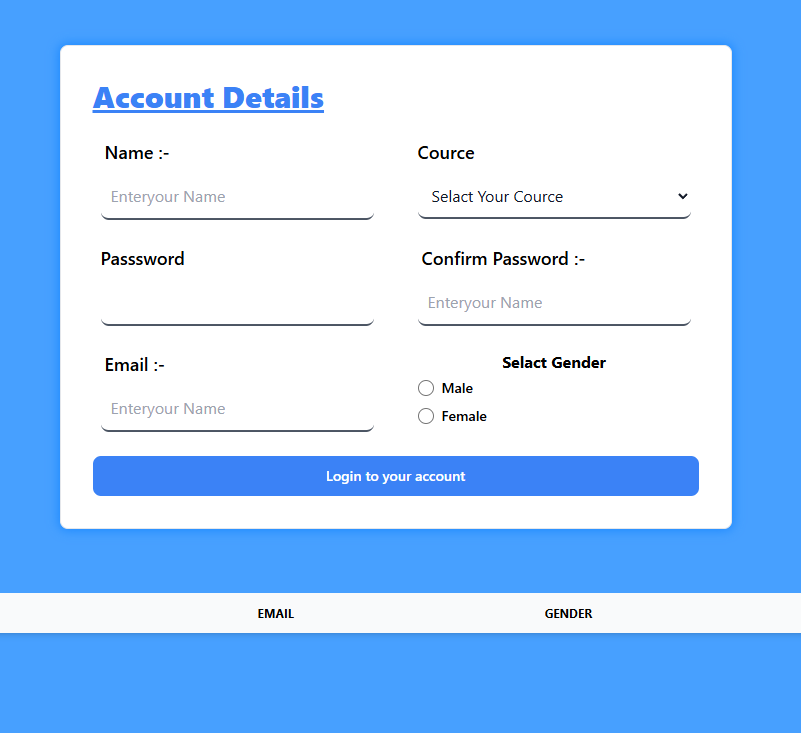 Account Details
Name :-
Cource
Enteryour Name
Selact Your Cource
Passsword
Confirm Password :-
Enteryour Name
Email :-
Selact Gender
Enteryour Name
Male
Female
Login to your account
EMAIL
GENDER